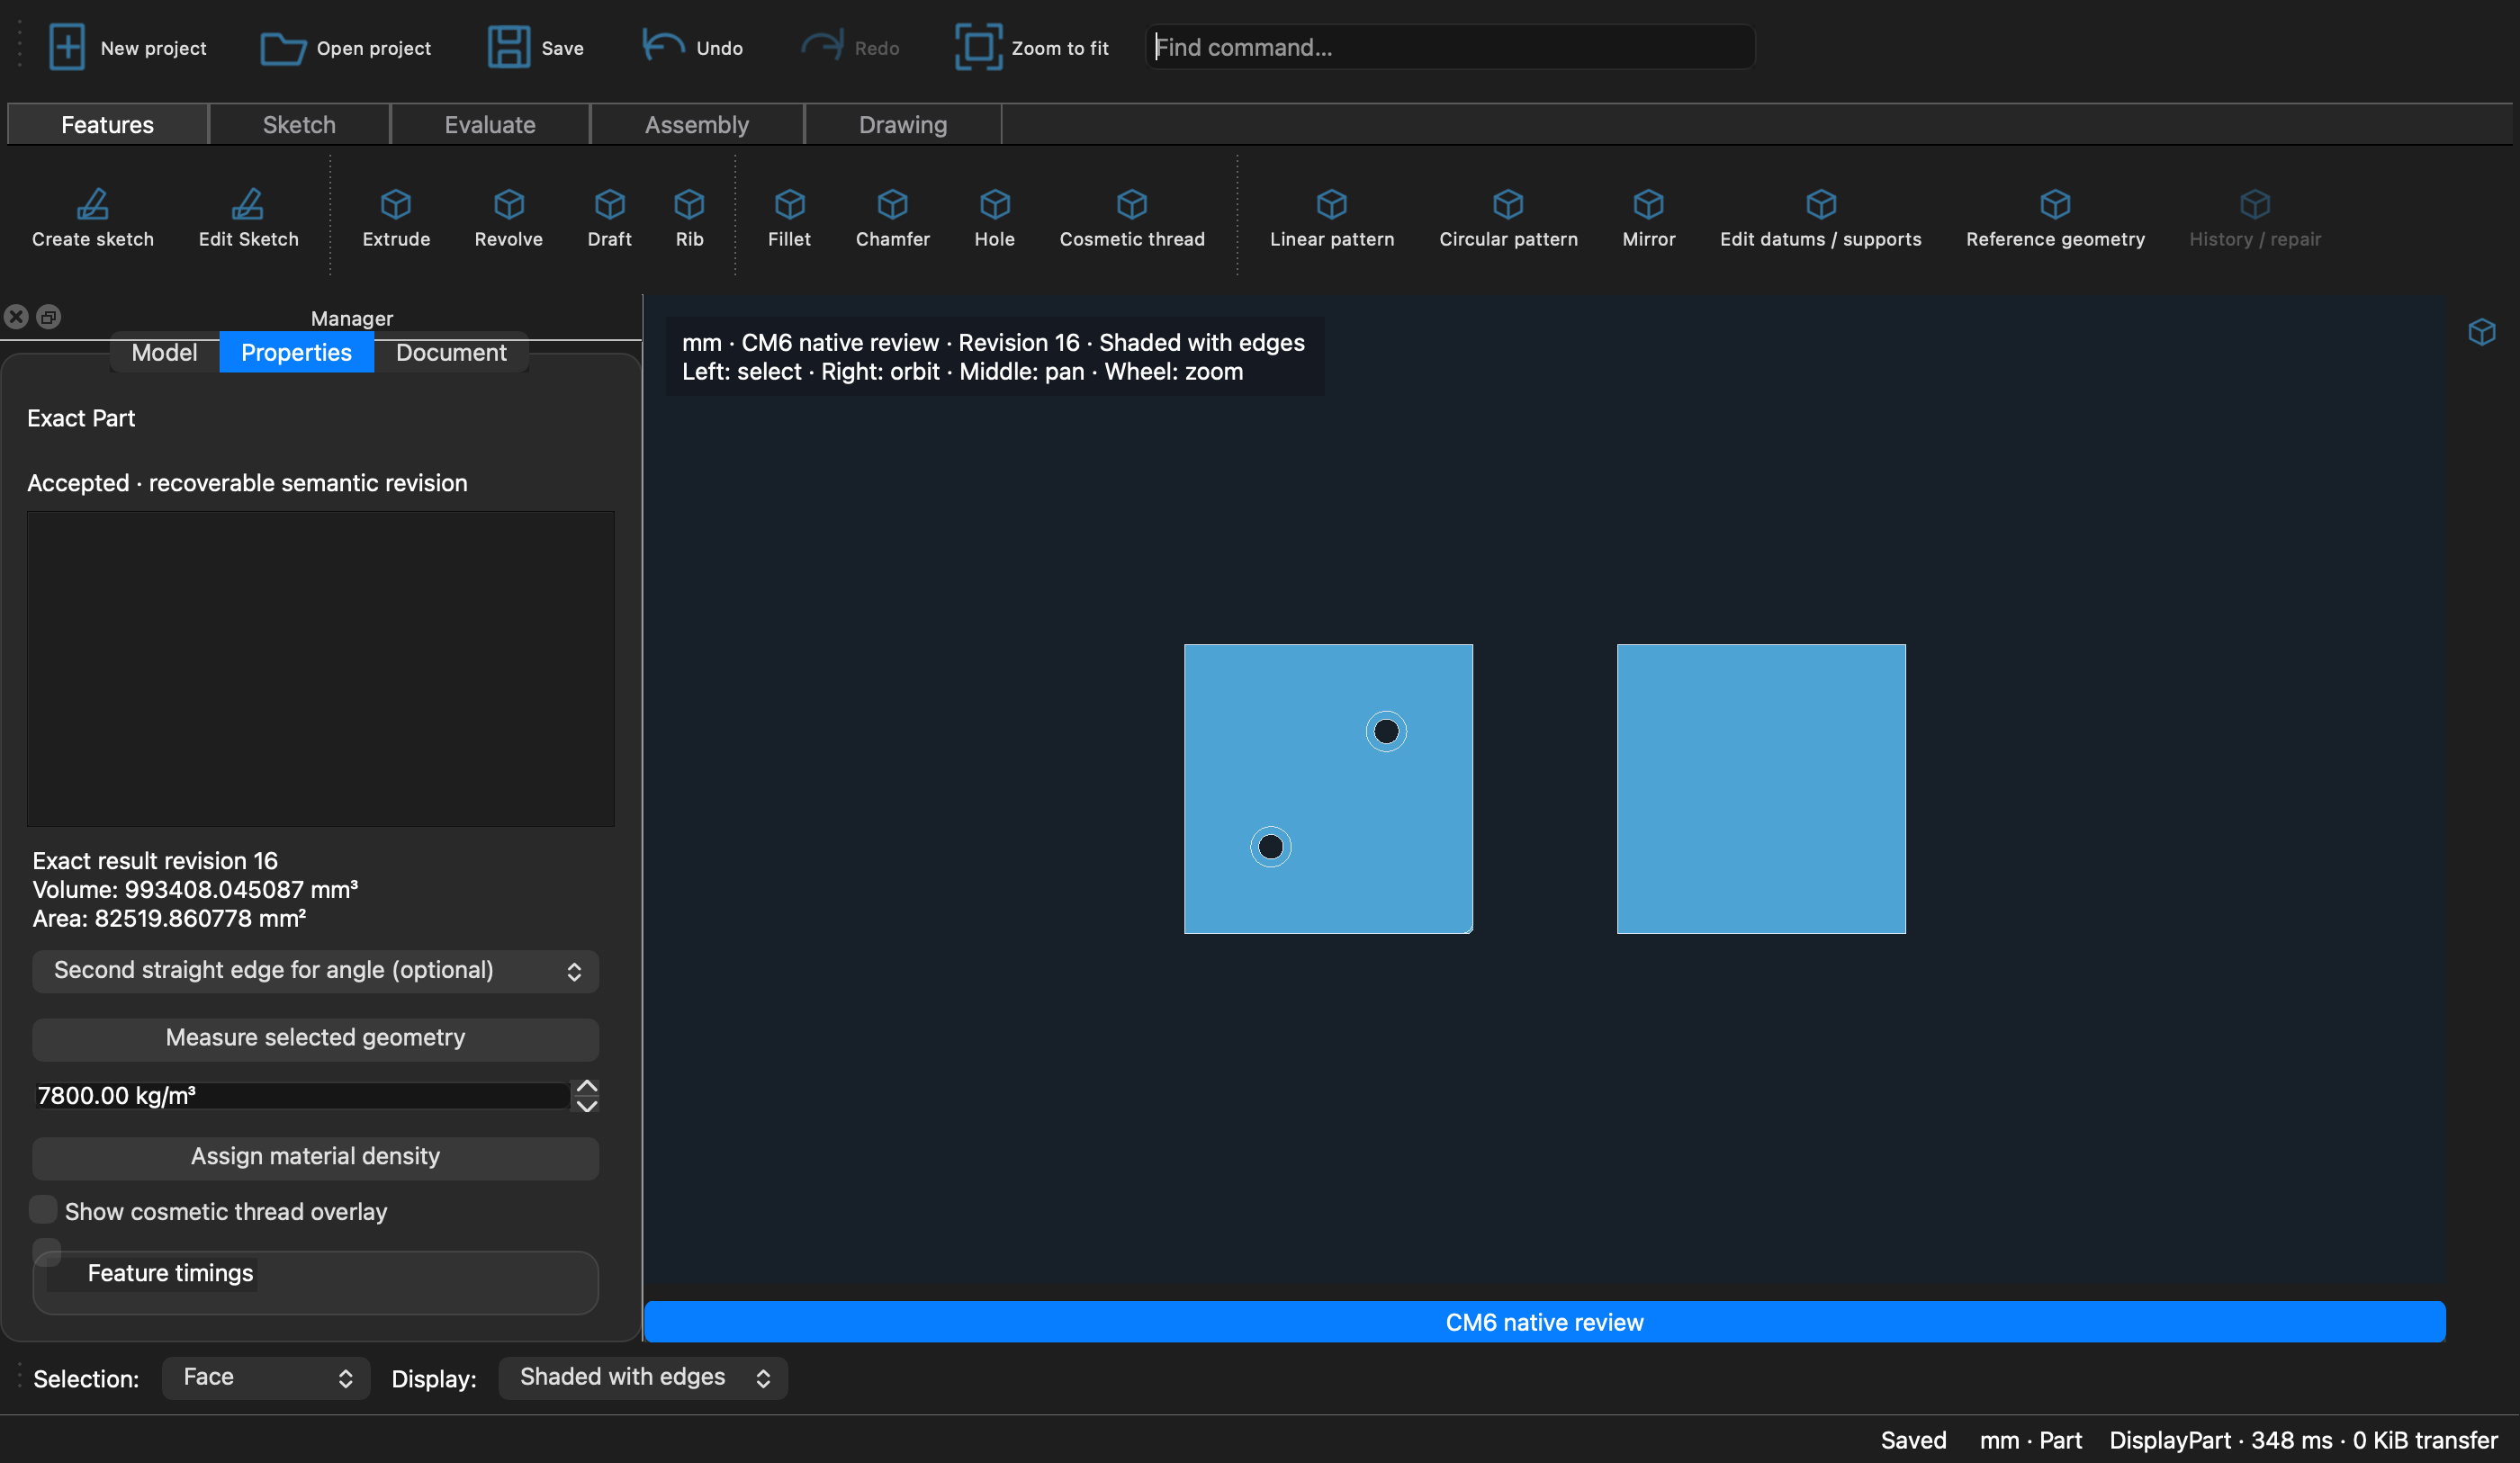 New project
Open project
Save
Undo
Redo
Zoom to fit
Find command...
Features
Sketch
Evaluate
Assembly
Drawing
Create sketch
Edit Sketch
Extrude
Revolve
Draft
Rib
Fillet
Chamfer
Hole
Cosmetic thread
Linear pattern
Circular pattern
Mirror
Edit datums / supports
Reference geometry
History / repair
Manager
Model
Properties
Document
Exact Part
Accepted · recoverable semantic revision
Exact result revision 16
Volume: 993408.045087 mm³
Area: 82519.860778 mm²
Second straight edge for angle (optional)
Measure selected geometry
7800.00 kg/m³
Assign material density
Show cosmetic thread overlay
Feature timings
mm · CM6 native review · Revision 16 · Shaded with edges
Left: select · Right: orbit · Middle: pan · Wheel: zoom
CM6 native review
Selection:
Face
Display:
Shaded with edges
Saved
mm · Part
DisplayPart · 348 ms · 0 KiB transfer